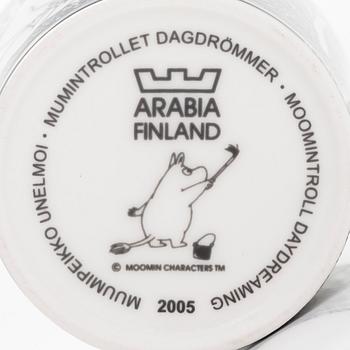 MUUMIPEIKKO UNELMOI · MUMINTROLLET DAGDRÖMMER · MOOMINTROLL DAYDREAMING
ARABIA
FINLAND
© MOOMIN CHARACTERS TM
2005